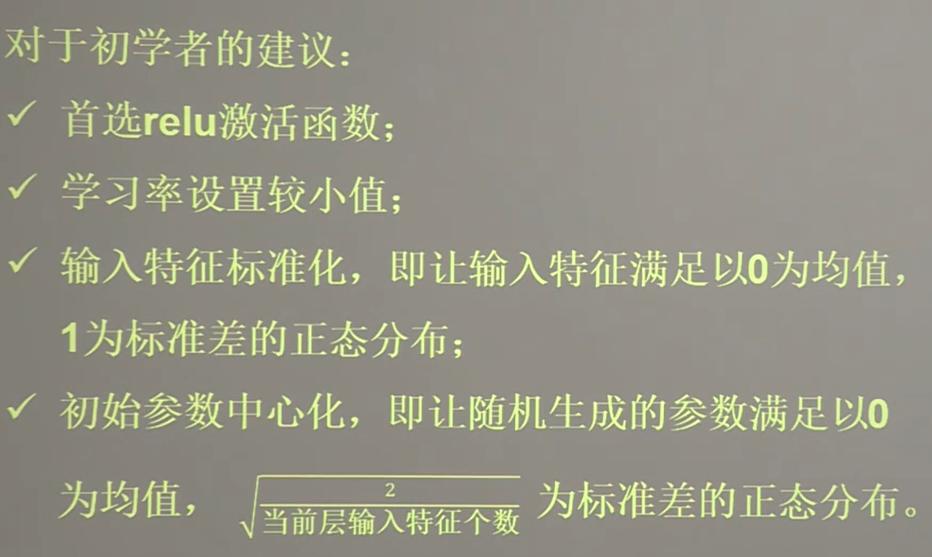 对于初学者的建议：
✓ 首选relu激活函数；
✓ 学习率设置较小值；
✓ 输入特征标准化，即让输入特征满足以0为均值，
1为标准差的正态分布；
✓ 初始参数中心化，即让随机生成的参数满足以0
为均值，√(2/当前层输入特征个数) 为标准差的正态分布。